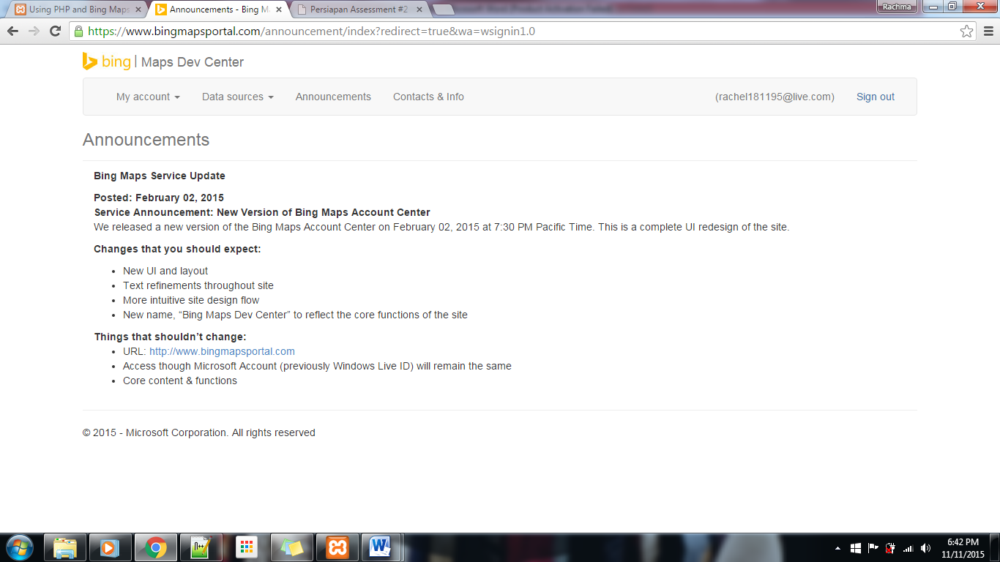 Using PHP and Bing Maps
Announcements - Bing M
Persiapan Assessment #2
Rachma
https://www.bingmapsportal.com/announcement/index?redirect=true&wa=wsignin1.0
bing | Maps Dev Center
My account Data sources Announcements Contacts & Info (rachel181195@live.com) Sign out
Announcements
Bing Maps Service Update
Posted: February 02, 2015
Service Announcement: New Version of Bing Maps Account Center
We released a new version of the Bing Maps Account Center on February 02, 2015 at 7:30 PM Pacific Time. This is a complete UI redesign of the site.
Changes that you should expect:
• New UI and layout
• Text refinements throughout site
• More intuitive site design flow
• New name, “Bing Maps Dev Center” to reflect the core functions of the site
Things that shouldn’t change:
• URL: http://www.bingmapsportal.com
• Access though Microsoft Account (previously Windows Live ID) will remain the same
• Core content & functions
© 2015 - Microsoft Corporation. All rights reserved
6:42 PM
11/11/2015